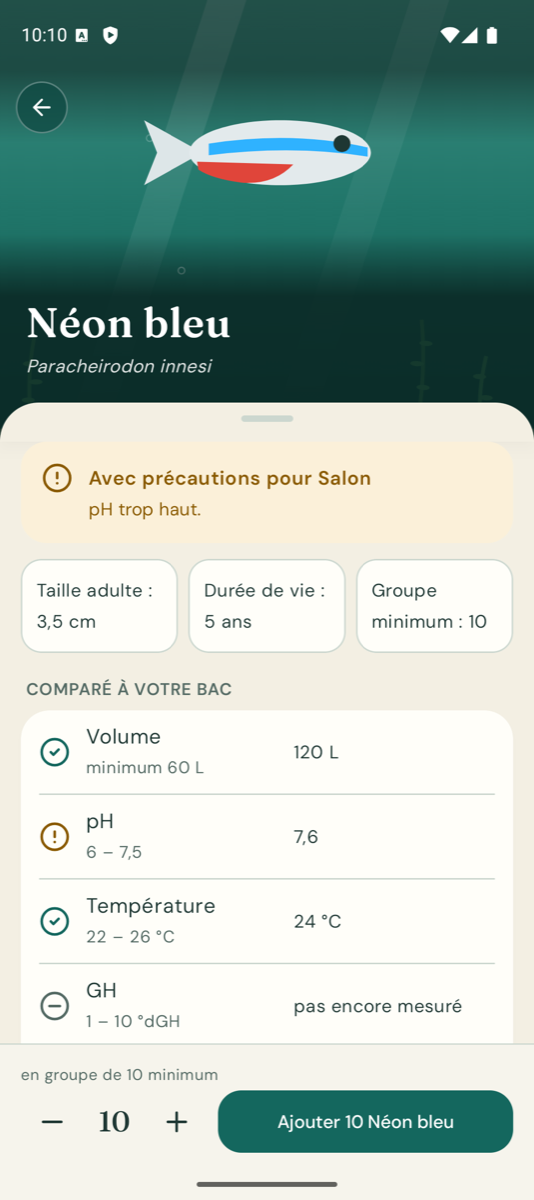 10:10
Néon bleu
Paracheirodon innesi
Avec précautions pour Salon
pH trop haut.
Taille adulte :
3,5 cm
Durée de vie :
5 ans
Groupe
minimum : 10
COMPARÉ À VOTRE BAC
Volume
minimum 60 L
120 L
pH
6 – 7,5
7,6
Température
22 – 26 °C
24 °C
GH
1 – 10 °dGH
pas encore mesuré
en groupe de 10 minimum
− 10 +
Ajouter 10 Néon bleu